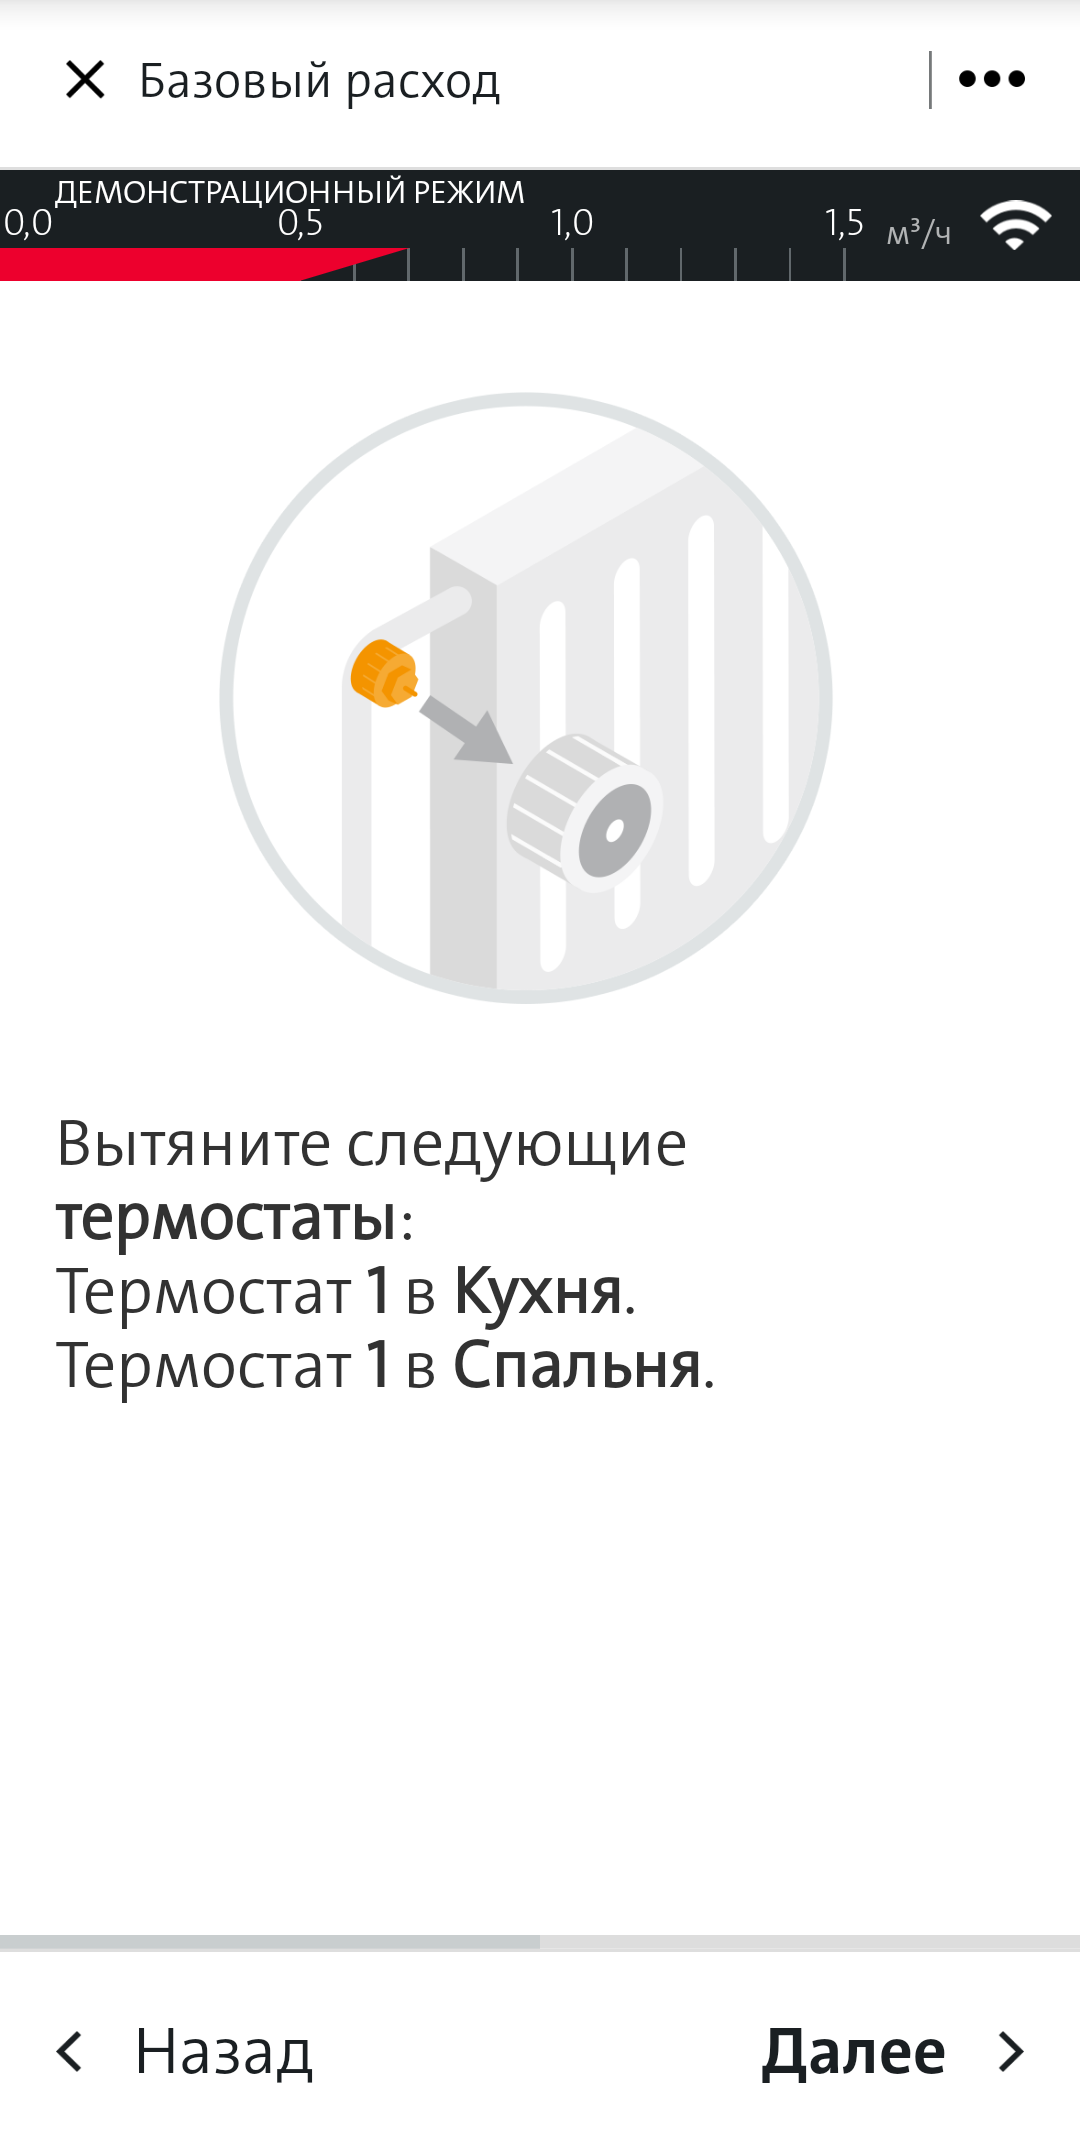 Базовый расход
ДЕМОНСТРАЦИОННЫЙ РЕЖИМ
0,0 0,5 1,0 1,5 м³/ч
Вытяните следующие
термостаты:
Термостат 1 в Кухня.
Термостат 1 в Спальня.
Назад Далее